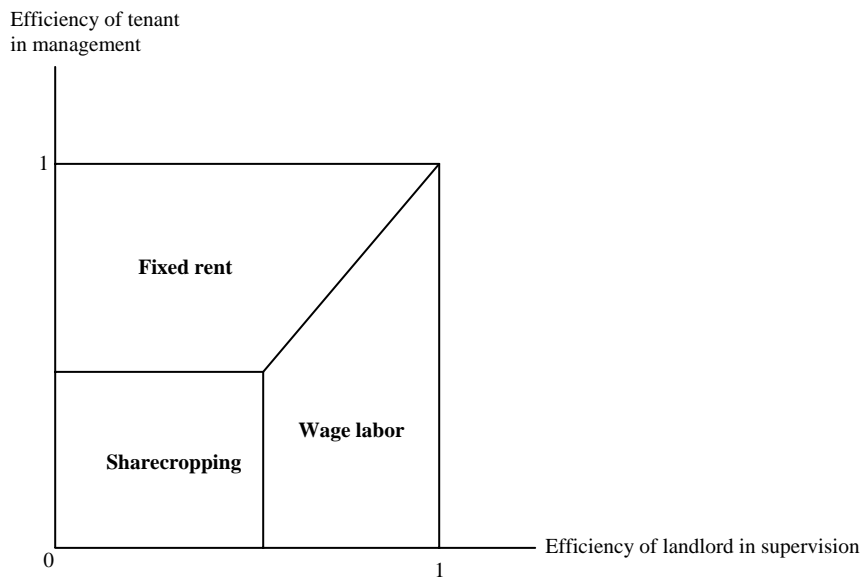 Efficiency of tenant
in management
1
Fixed rent
Wage labor
Sharecropping
0
1
Efficiency of landlord in supervision